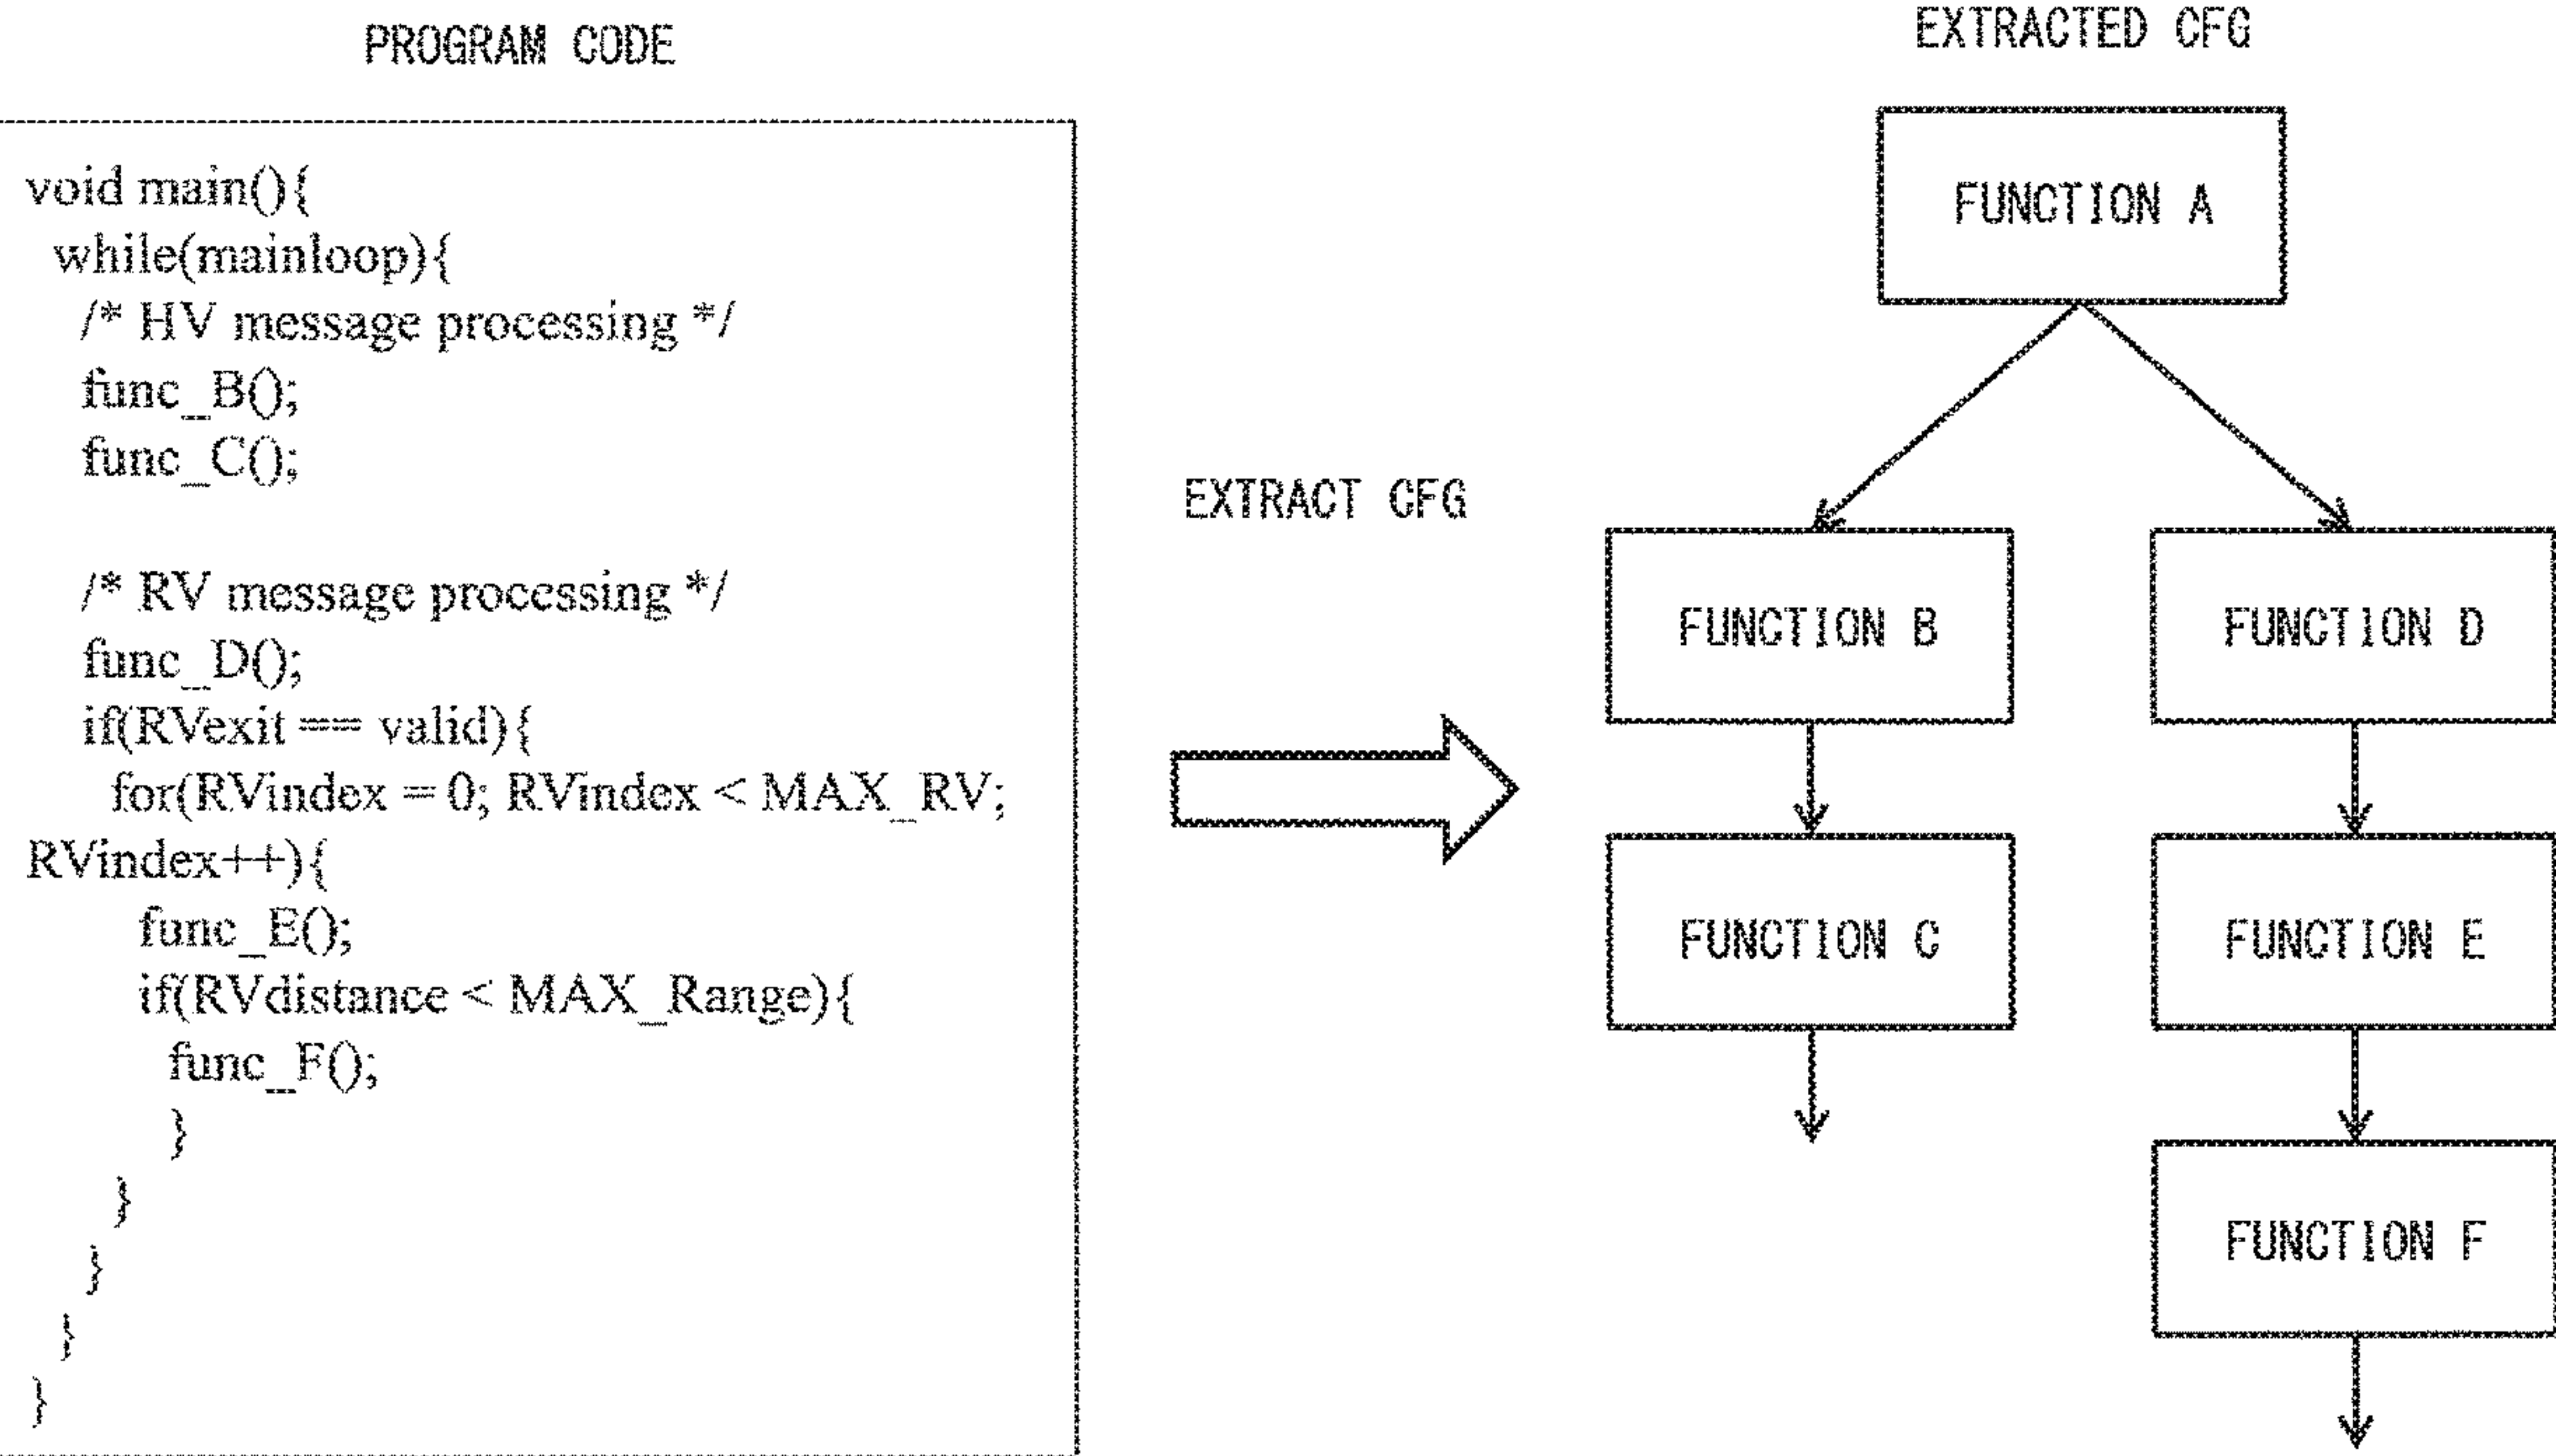 PROGRAM CODE
void main(){
while(mainloop){
/* HV message processing */
func_B();
func_C();
/* RV message processing */
func_D();
if(RVexit == valid){
for(RVindex = 0; RVindex < MAX_RV;
RVindex++){
func_E();
if(RVdistance < MAX_Range){
func_F();
}
}
}
}
}
EXTRACT CFG
EXTRACTED CFG
FUNCTION A
FUNCTION B
FUNCTION D
FUNCTION C
FUNCTION E
FUNCTION F